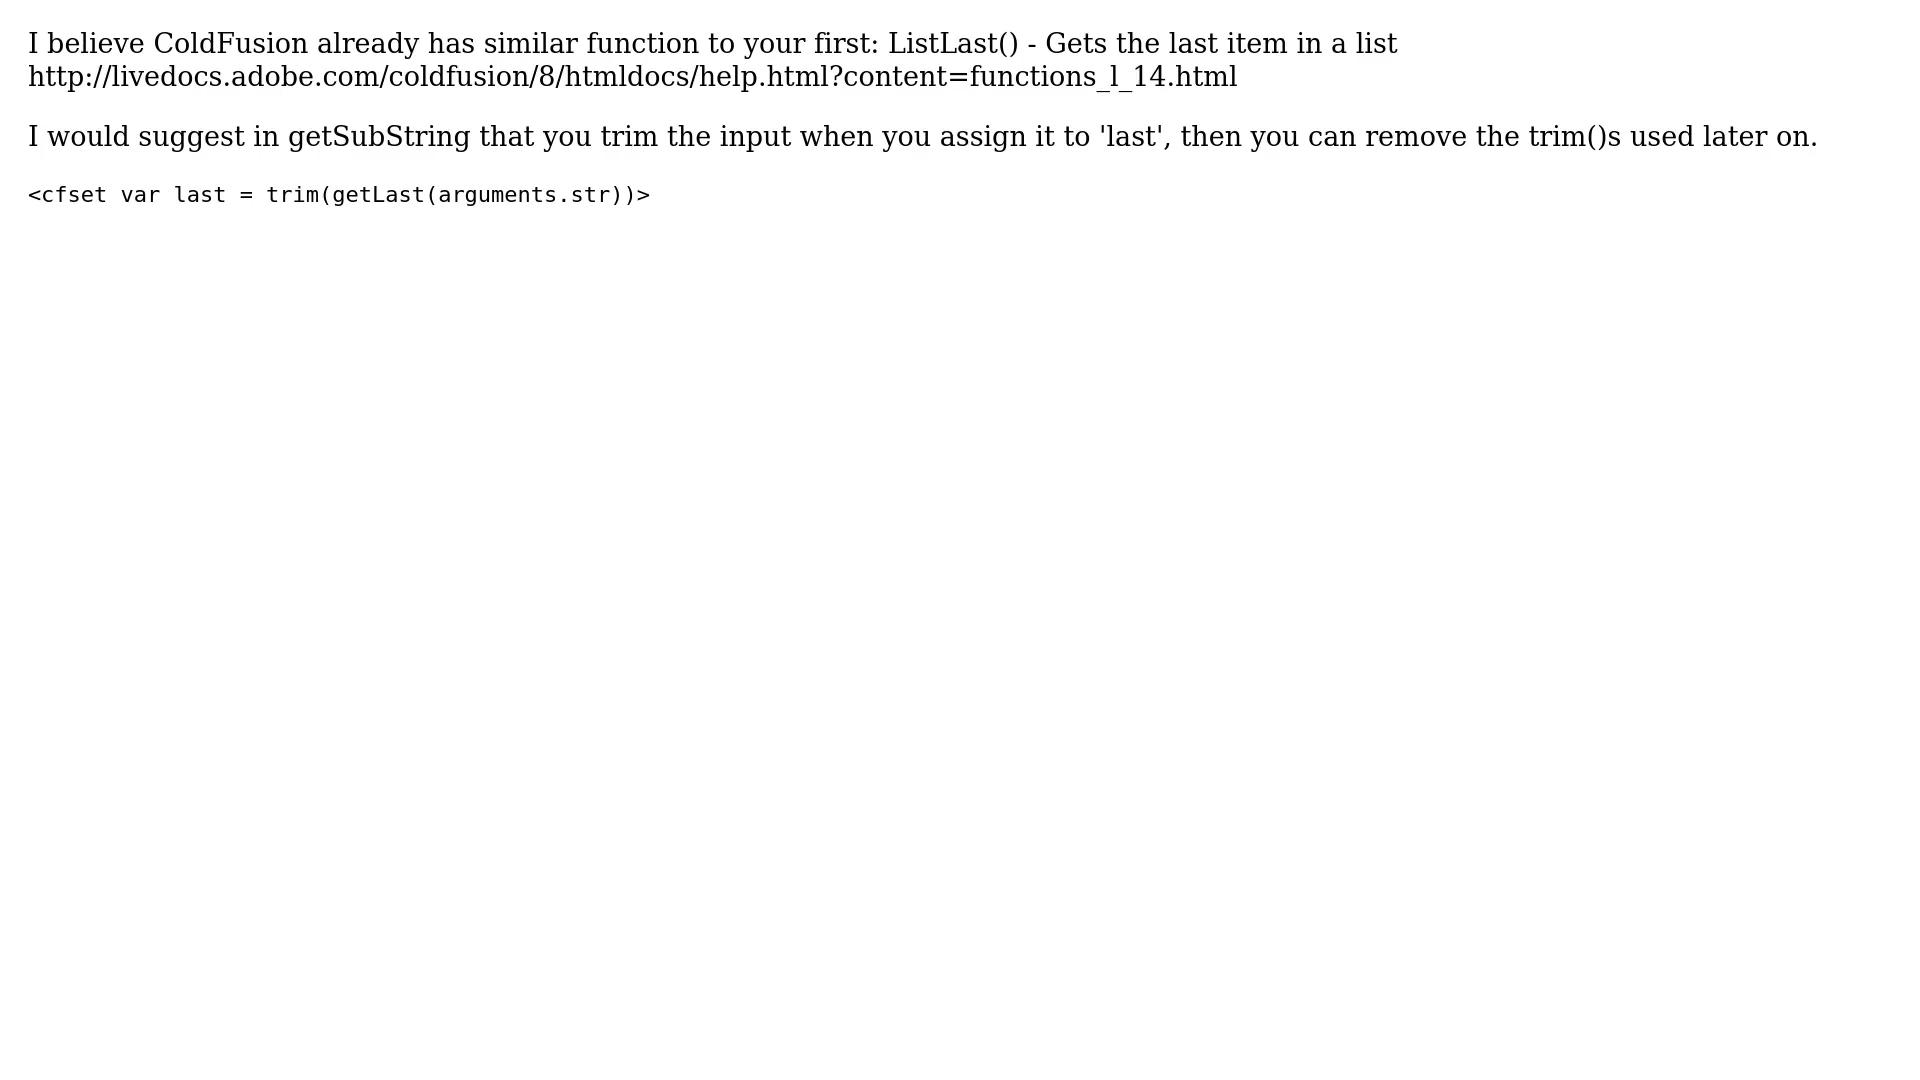 I believe ColdFusion already has similar function to your first: ListLast() - Gets the last item in a list
http://livedocs.adobe.com/coldfusion/8/htmldocs/help.html?content=functions_l_14.html
I would suggest in getSubString that you trim the input when you assign it to 'last', then you can remove the trim()s used later on.
<cfset var last = trim(getLast(arguments.str))>